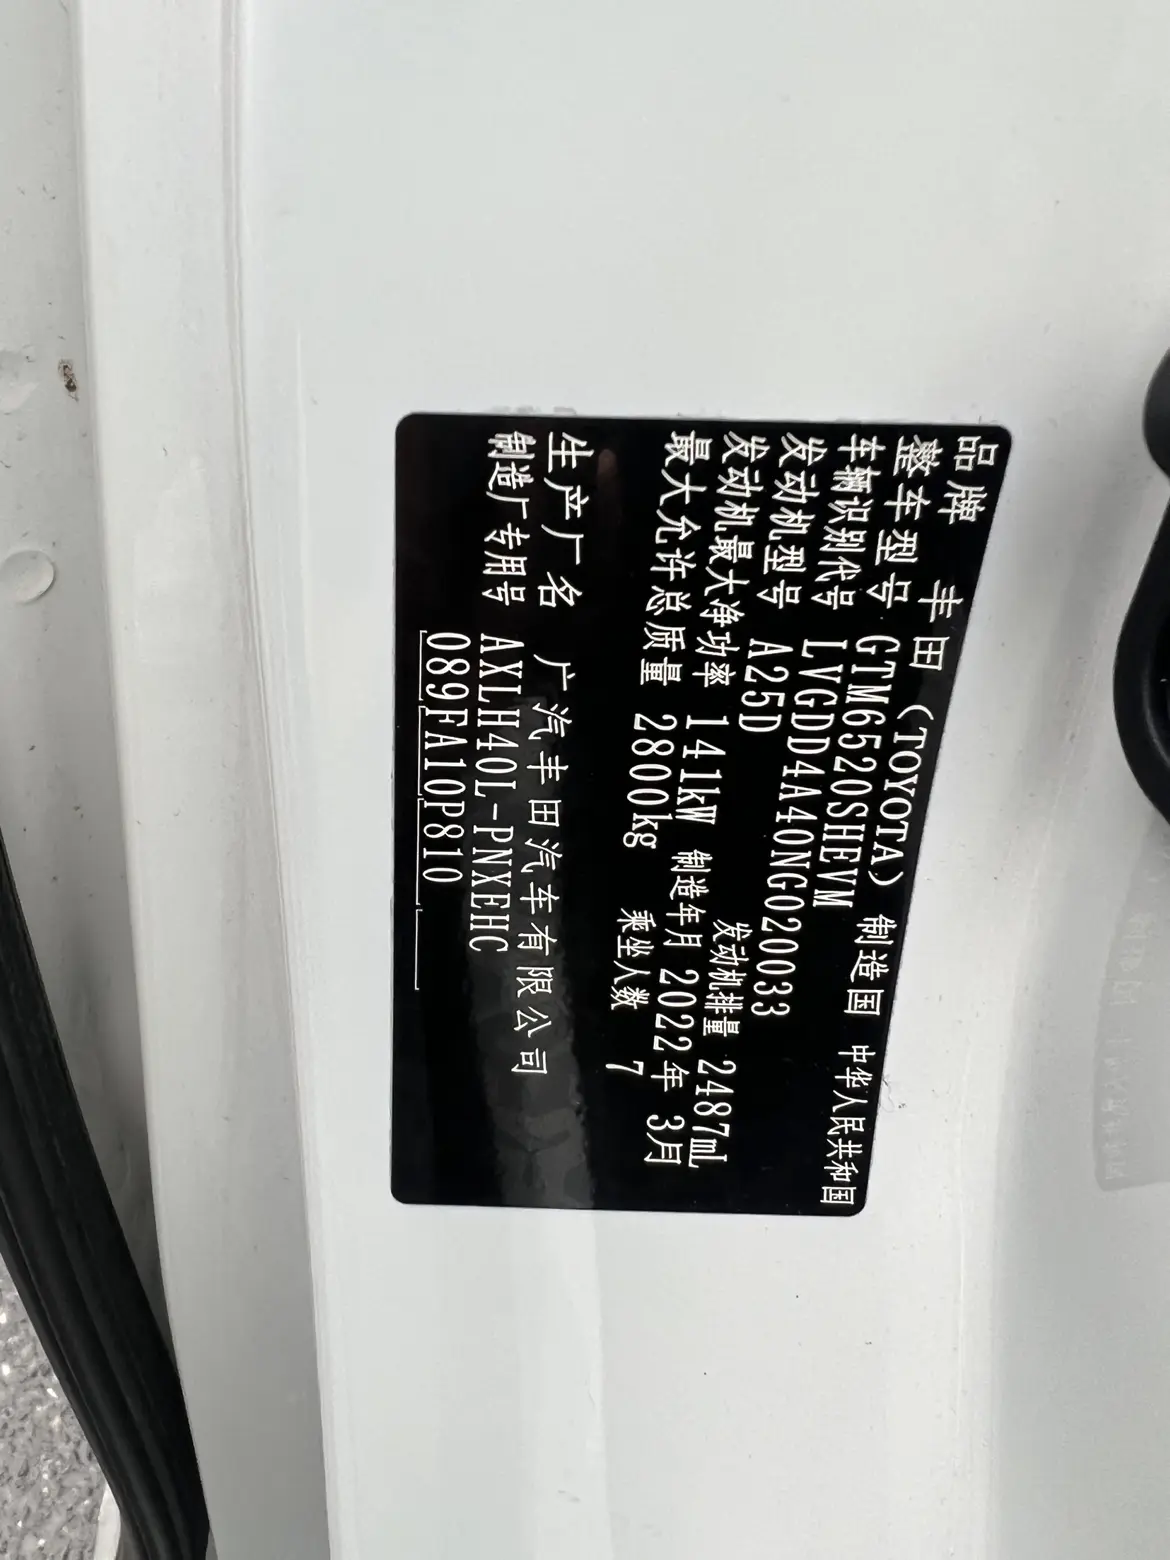 品牌 丰田 (TOYOTA) 制造国 中华人民共和国
整车型号 GTM6520SHEVM
车辆识别代号 LVGDD4A40NG020033
发动机型号 A25D 发动机排量 2487mL
发动机最大净功率 141kW 制造年月 2022年 3月
最大允许总质量 2800kg 乘坐人数 7
生产厂名 广汽丰田汽车有限公司
制造厂专用号 AXLH40L-PNXEHC
089FA10P810